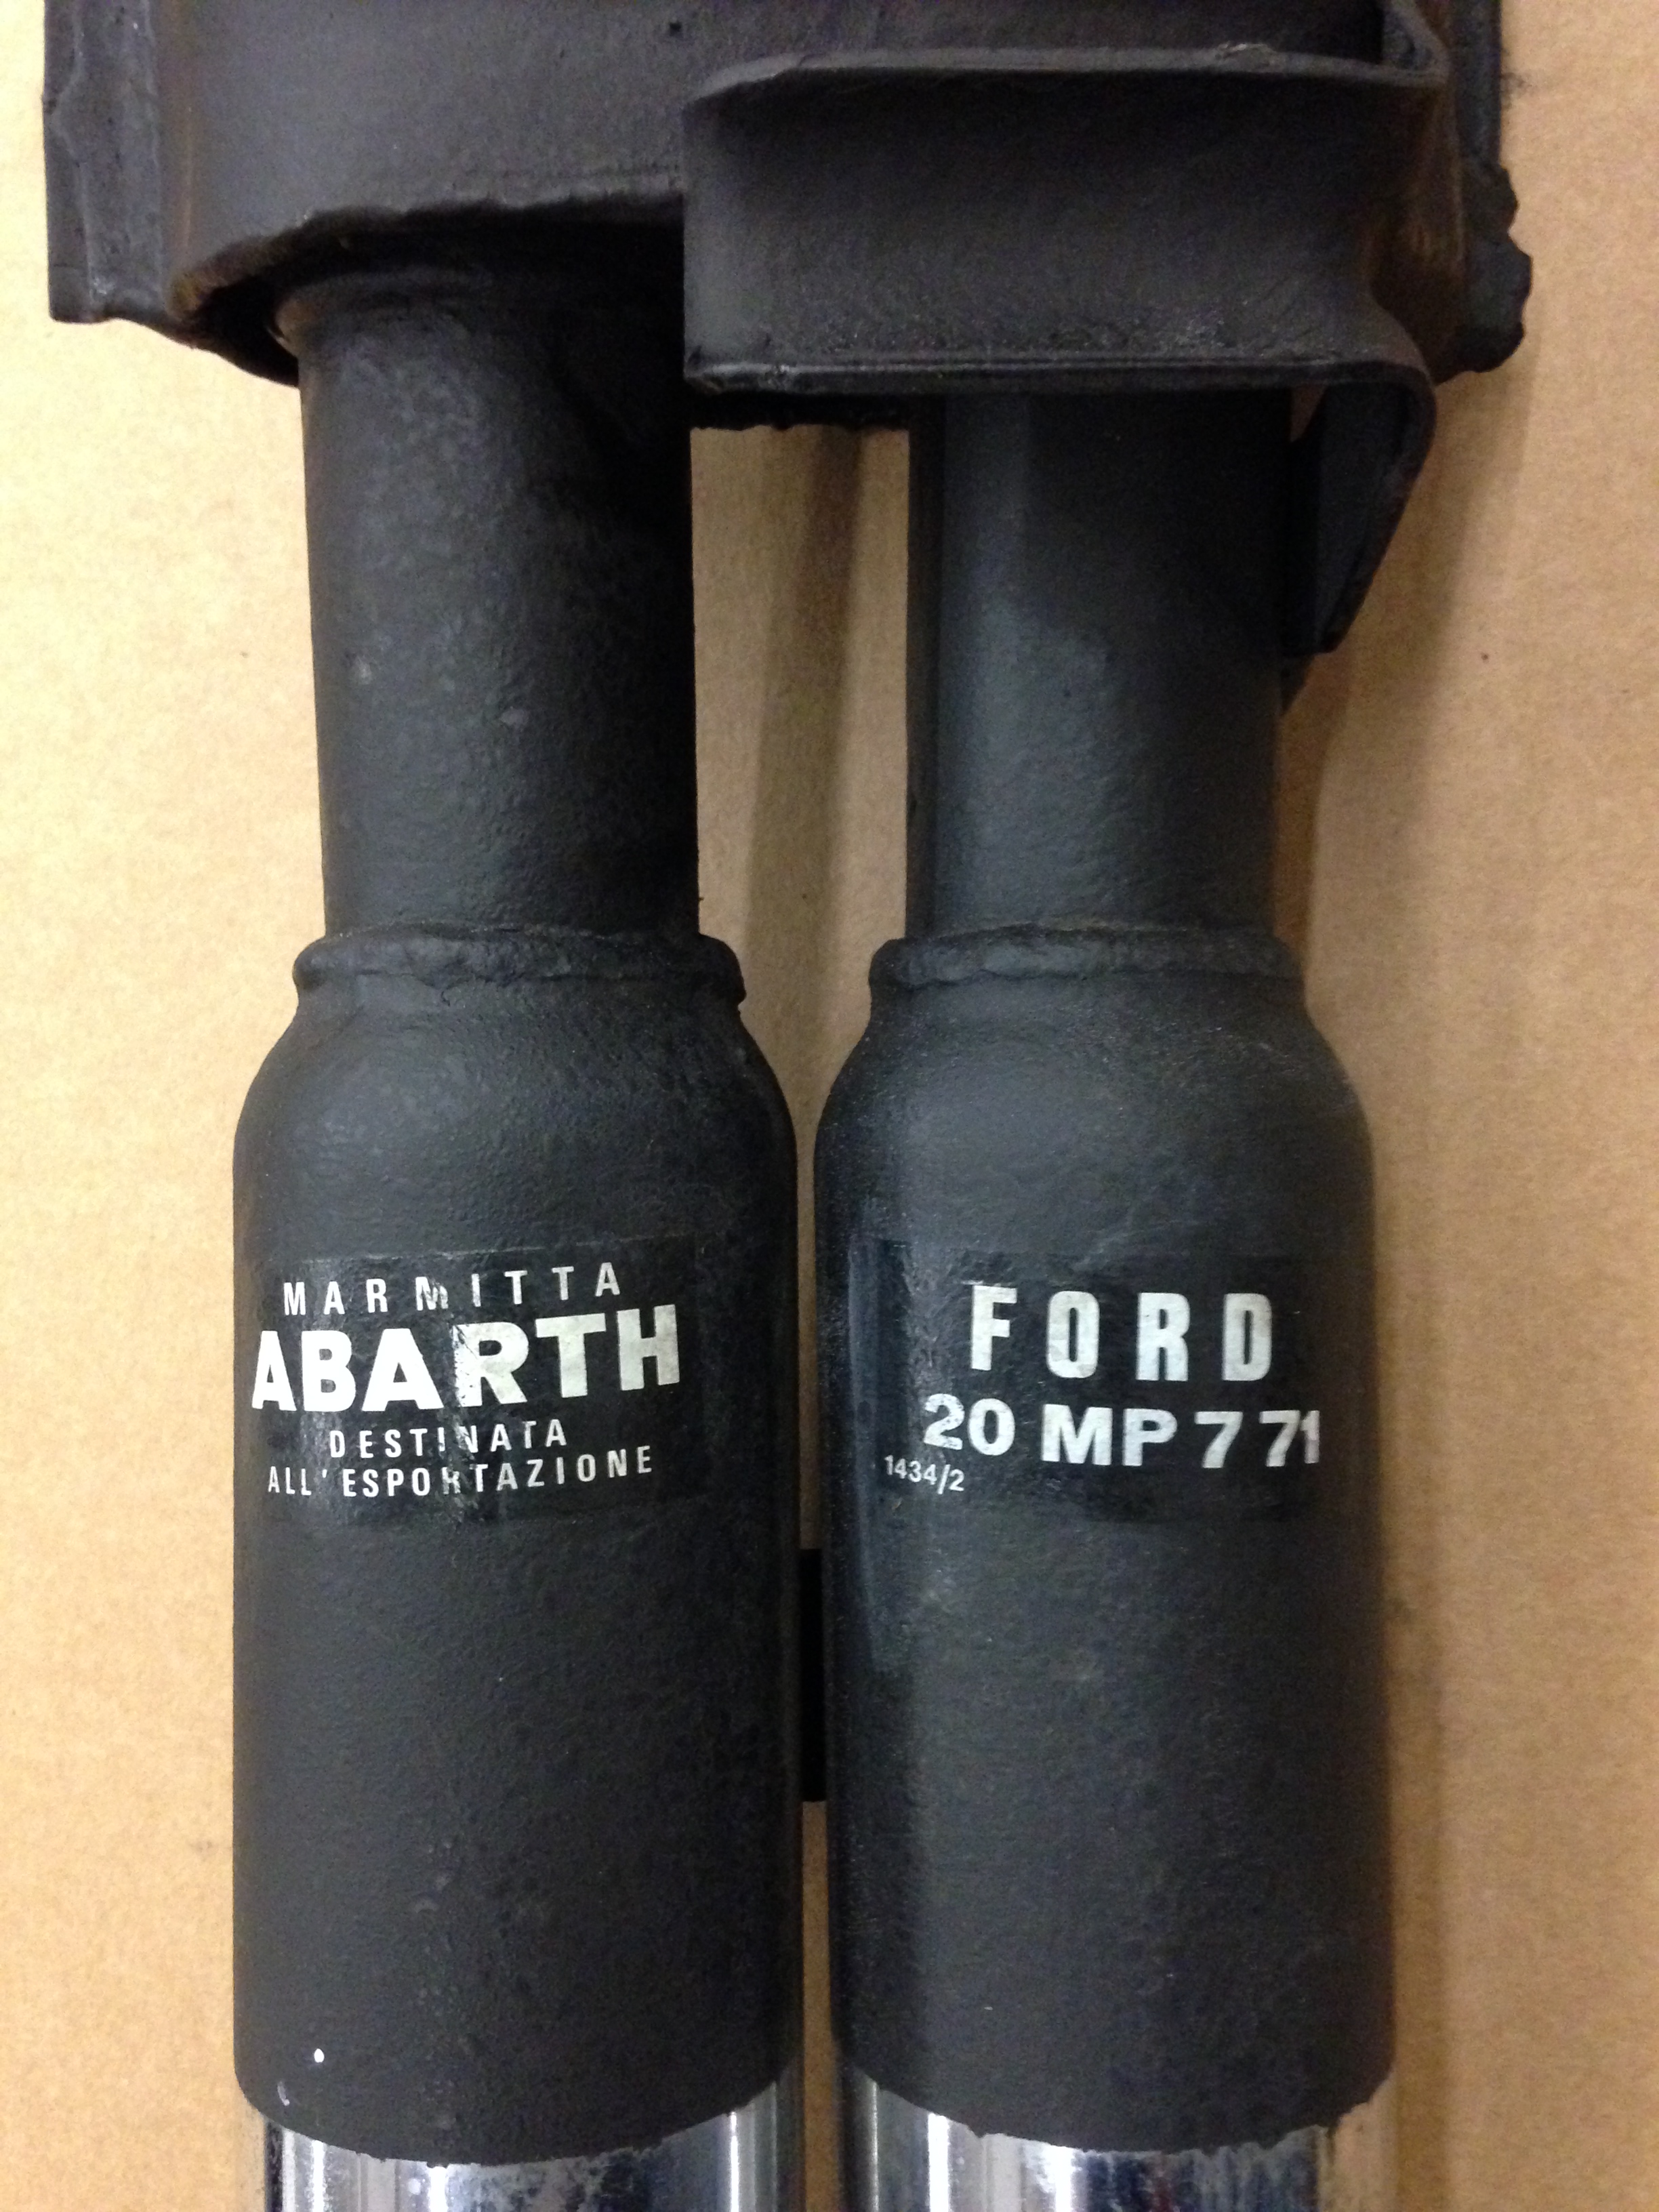 MARMITTA
ABARTH
DESTINATA
ALL'ESPORTAZIONE
FORD
20 MP 7 71
1434/2